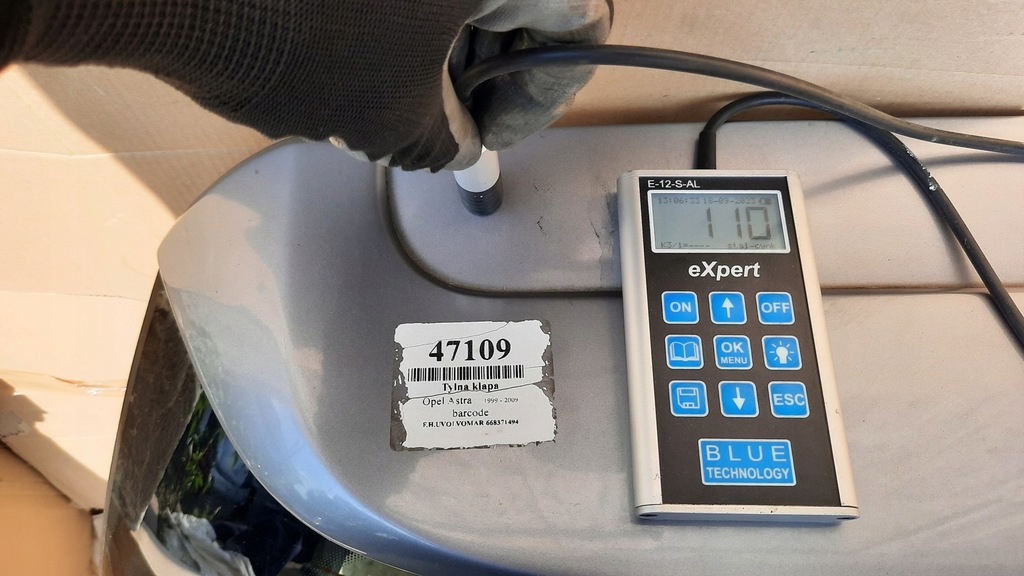 E-12-S-AL
110
eXpert
ON
OFF
OK
MENU
ESC
BLUE
TECHNOLOGY
47109
Tylna klapa
Opel Astra 1999 - 2009
barcode
668371494